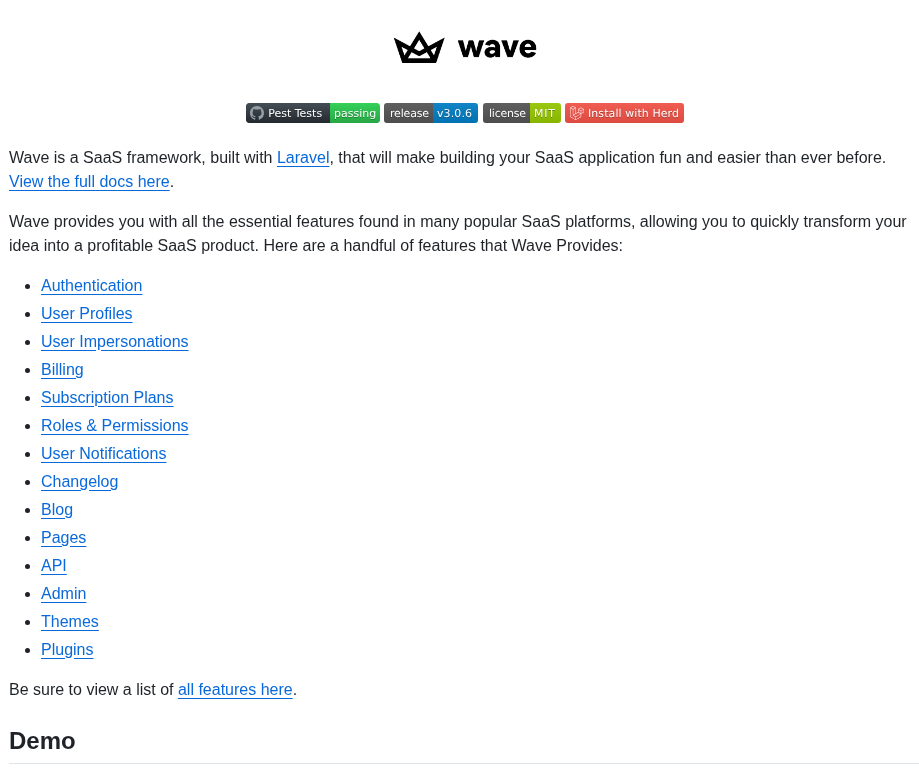 wave
Pest Tests passing release v3.0.6 license MIT Install with Herd
Wave is a SaaS framework, built with Laravel, that will make building your SaaS application fun and easier than ever before.
View the full docs here.
Wave provides you with all the essential features found in many popular SaaS platforms, allowing you to quickly transform your
idea into a profitable SaaS product. Here are a handful of features that Wave Provides:
Authentication
User Profiles
User Impersonations
Billing
Subscription Plans
Roles & Permissions
User Notifications
Changelog
Blog
Pages
API
Admin
Themes
Plugins
Be sure to view a list of all features here.
Demo